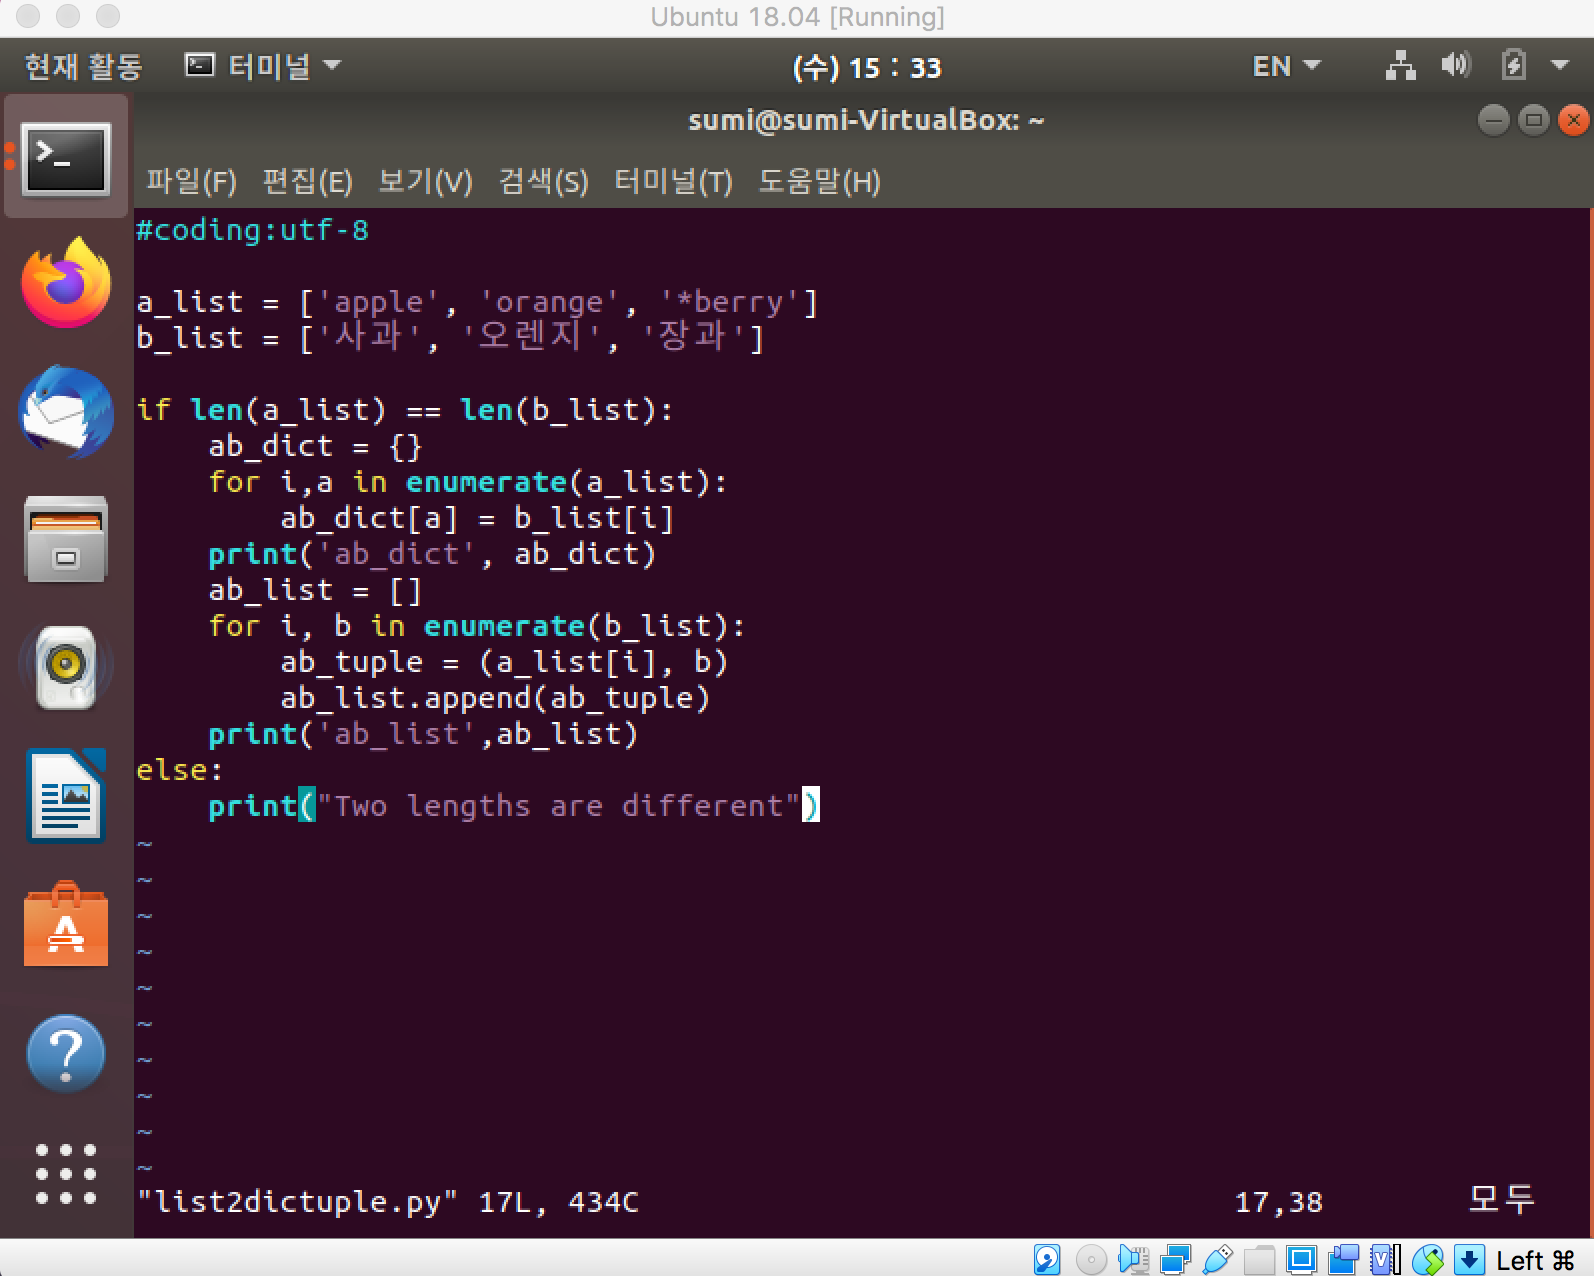 Ubuntu 18.04 [Running]
현재 활동 터미널 (수) 15 : 33 EN
sumi@sumi-VirtualBox: ~
파일(F) 편집(E) 보기(V) 검색(S) 터미널(T) 도움말(H)
#coding:utf-8
a_list = ['apple', 'orange', '*berry']
b_list = ['사과', '오렌지', '장과']
if len(a_list) == len(b_list):
    ab_dict = {}
    for i,a in enumerate(a_list):
        ab_dict[a] = b_list[i]
    print('ab_dict', ab_dict)
    ab_list = []
    for i, b in enumerate(b_list):
        ab_tuple = (a_list[i], b)
        ab_list.append(ab_tuple)
    print('ab_list',ab_list)
else:
    print("Two lengths are different")
~
~
~
~
~
~
~
~
~
~
"list2dictuple.py" 17L, 434C 17,38 모두
Left ⌘